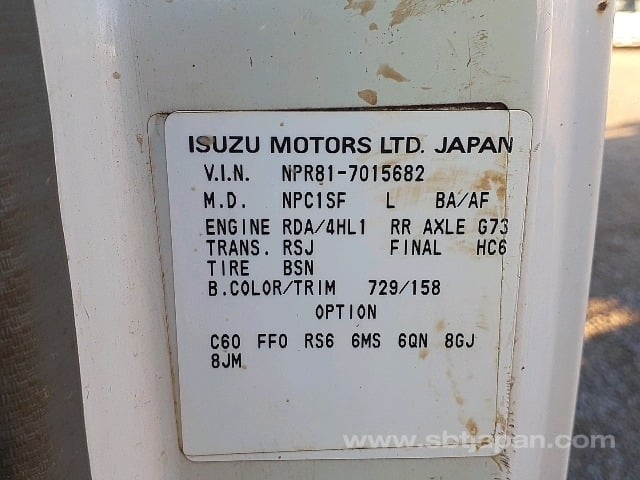 ISUZU MOTORS LTD. JAPAN
V.I.N. NPR81-7015682
M.D. NPC1SF L BA/AF
ENGINE RDA/4HL1 RR AXLE G73
TRANS. RSJ FINAL HC6
TIRE BSN
B.COLOR/TRIM 729/158
OPTION
C60 FF0 RS6 6MS 6QN 8GJ
8JM
www.sbtjapan.com